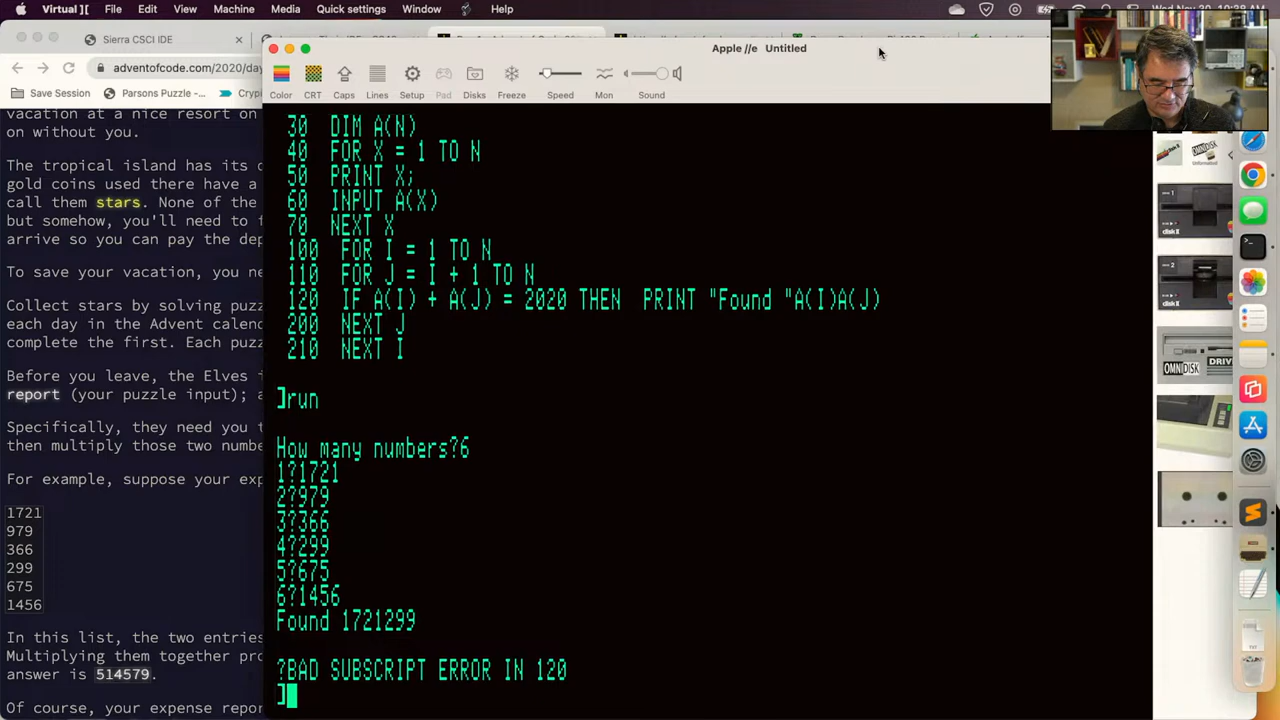 Virtual ][ File Edit View Machine Media Quick settings Window Help
Sierra CSCI IDE
Apple //e Untitled
adventofcode.com/2020/day
Save Session Parsons Puzzle -...
Color CRT Caps Lines Setup Pad Disks Freeze Speed Mon Sound
vacation at a nice resort on
on without you.
The tropical island has its
gold coins used there have a
call them stars. None of the
but somehow, you'll need to
arrive so you can pay the dep
To save your vacation, you ne
Collect stars by solving puzz
each day in the Advent calend
complete the first. Each puzz
Before you leave, the Elves
report (your puzzle input);
Specifically, they need you
then multiply those two numbe
For example, suppose your exp
1721
979
366
299
675
1456
In this list, the two entries
Multiplying them together pro
answer is 514579.
Of course, your expense repor
30 DIM A(N)
40 FOR X = 1 TO N
50 PRINT X;
60 INPUT A(X)
70 NEXT X
100 FOR I = 1 TO N
110 FOR J = I + 1 TO N
120 IF A(I) + A(J) = 2020 THEN PRINT "Found "A(I)A(J)
200 NEXT J
210 NEXT I
]run
How many numbers?6
1?1721
2?979
3?366
4?299
5?675
6?1456
Found 1721299
?BAD SUBSCRIPT ERROR IN 120
]
OMNIDISK
disk II
disk II
OMNIDISK DRIV
TXT